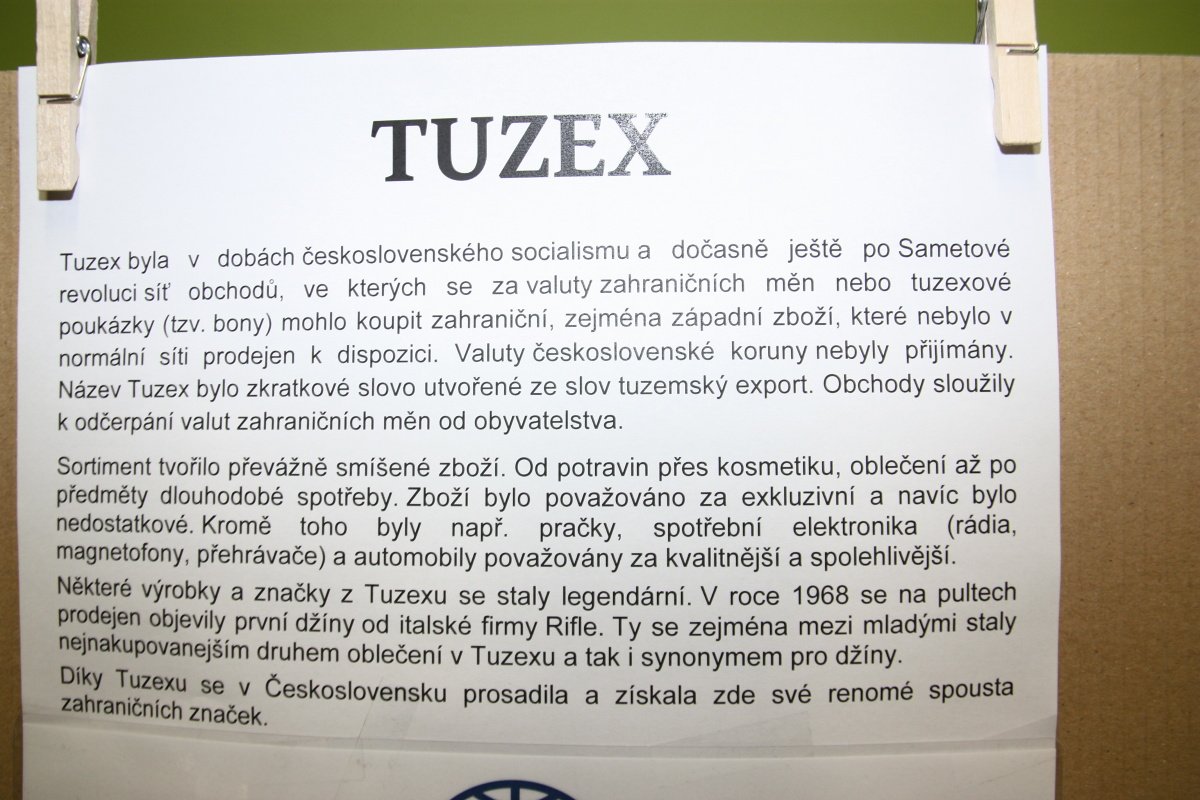 TUZEX
Tuzex byla v dobách československého socialismu a dočasně ještě po Sametové
revoluci síť obchodů, ve kterých se za valuty zahraničních měn nebo tuzexové
poukázky (tzv. bony) mohlo koupit zahraniční, zejména západní zboží, které nebylo v
normální síti prodejen k dispozici. Valuty československé koruny nebyly přijímány.
Název Tuzex bylo zkratkové slovo utvořené ze slov tuzemský export. Obchody sloužily
k odčerpání valut zahraničních měn od obyvatelstva.
Sortiment tvořilo převážně smíšené zboží. Od potravin přes kosmetiku, oblečení až po
předměty dlouhodobé spotřeby. Zboží bylo považováno za exkluzivní a navíc bylo
nedostatkové. Kromě toho byly např. pračky, spotřební elektronika (rádia,
magnetofony, přehrávače) a automobily považovány za kvalitnější a spolehlivější.
Některé výrobky a značky z Tuzexu se staly legendární. V roce 1968 se na pultech
prodejen objevily první džíny od italské firmy Rifle. Ty se zejména mezi mladými staly
nejnakupovanejším druhem oblečení v Tuzexu a tak i synonymem pro džíny.
Díky Tuzexu se v Československu prosadila a získala zde své renomé spousta
zahraničních značek.